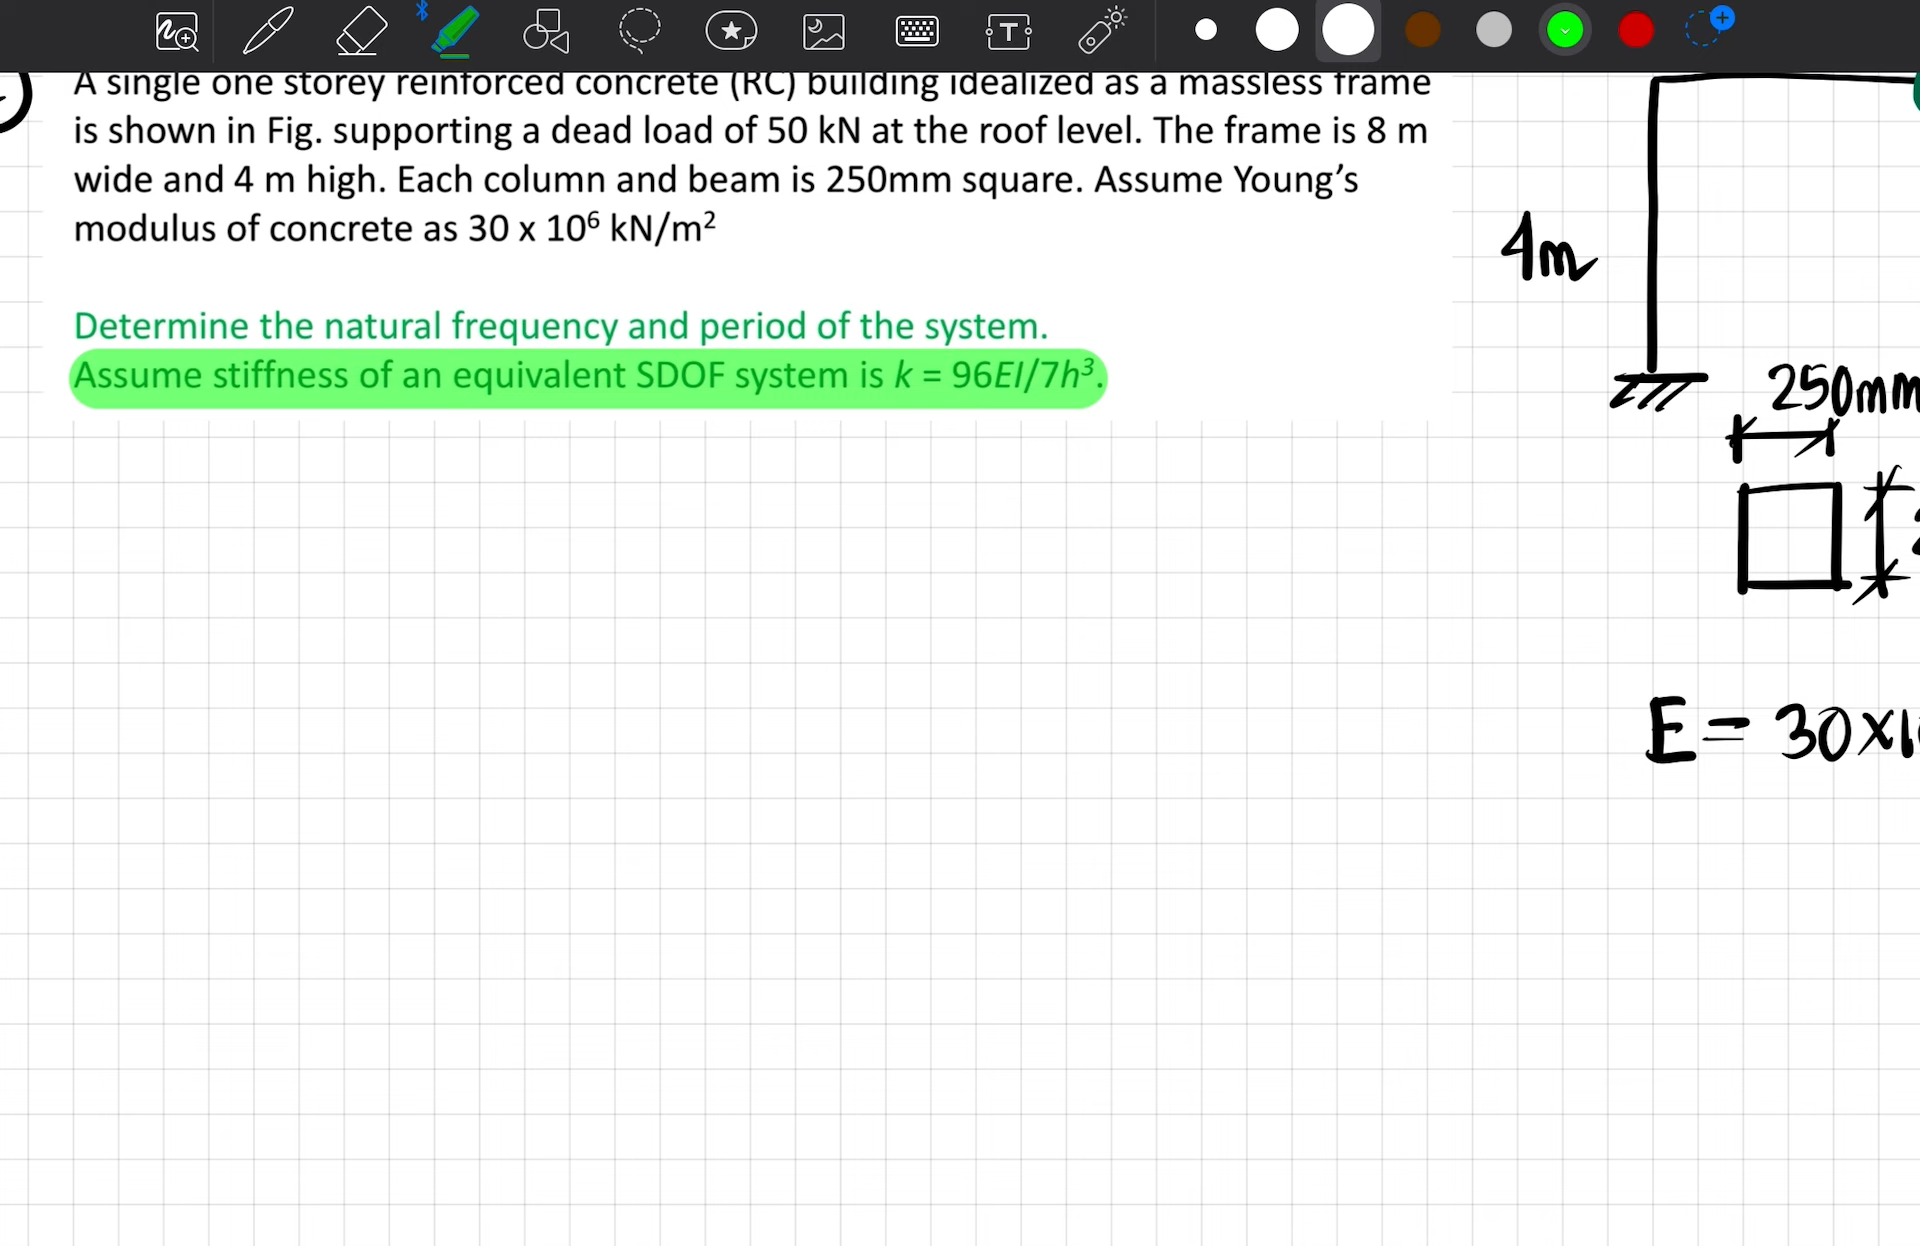 A single one storey reinforced concrete (RC) building idealized as a massless frame
is shown in Fig. supporting a dead load of 50 kN at the roof level. The frame is 8 m
wide and 4 m high. Each column and beam is 250mm square. Assume Young’s
modulus of concrete as 30 x 10⁶ kN/m²
4m
Determine the natural frequency and period of the system.
Assume stiffness of an equivalent SDOF system is k = 96EI/7h³.
250mm
E = 30x1